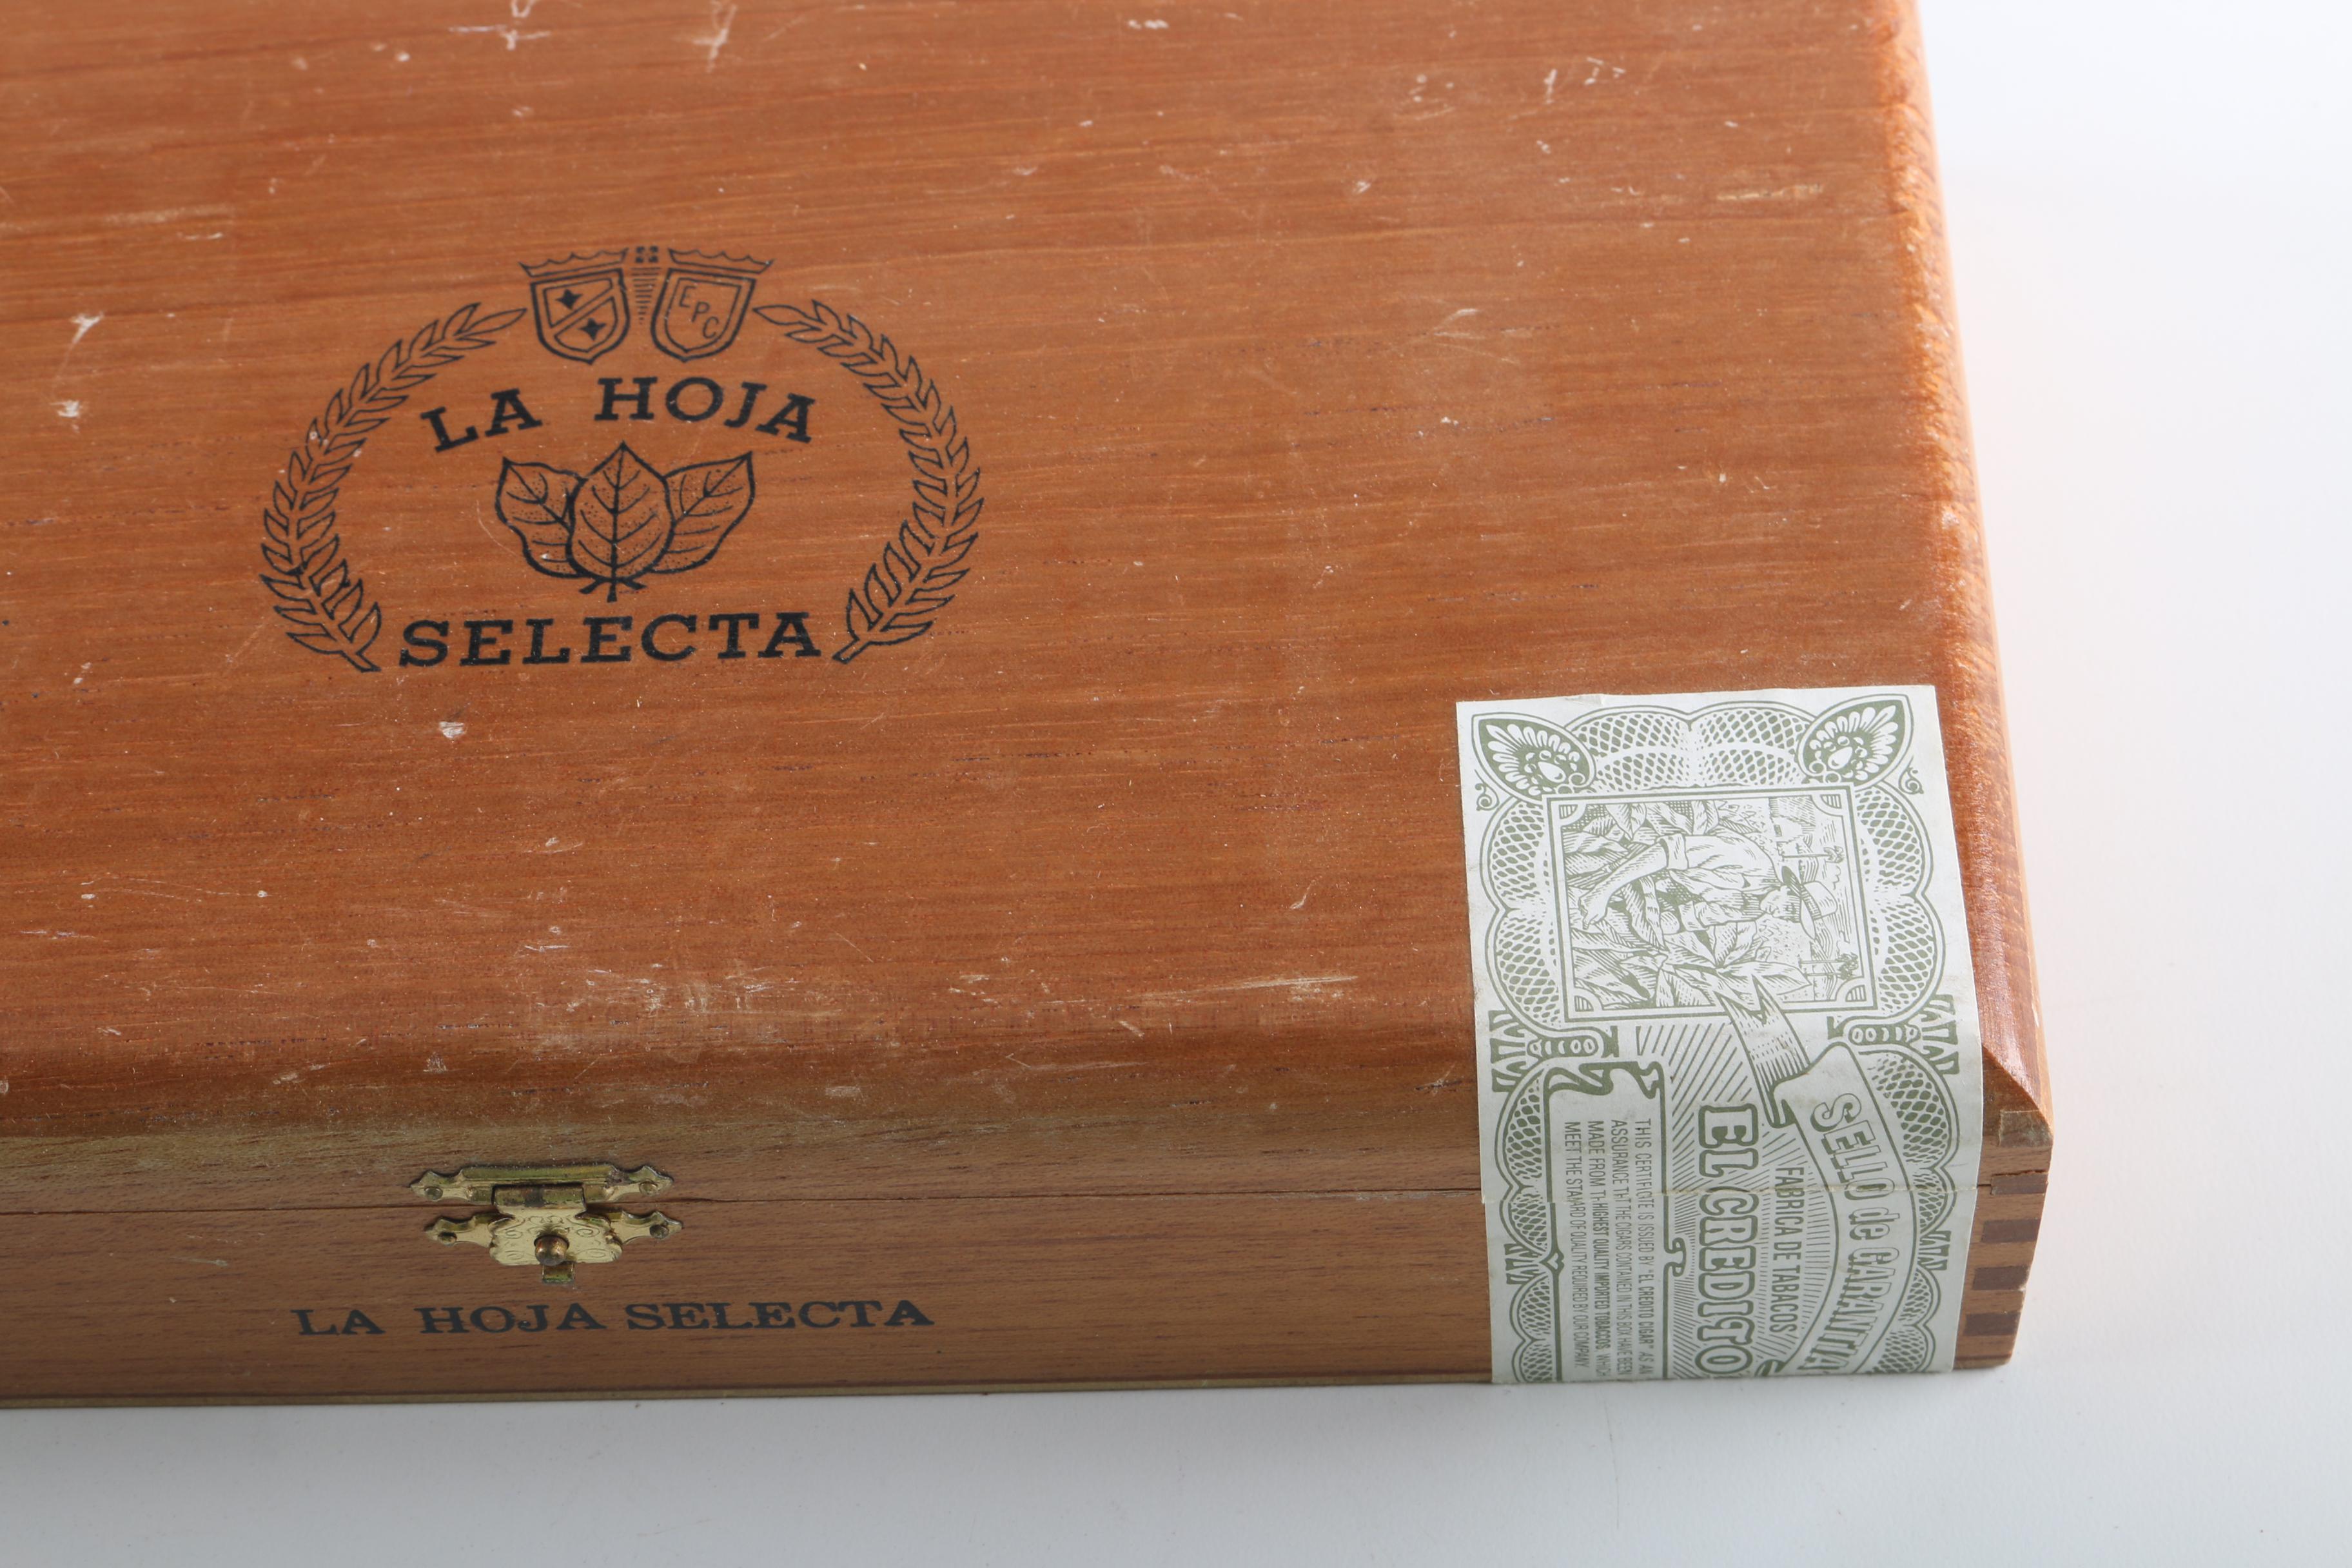 EPC
LA HOJA
SELECTA
LA HOJA SELECTA
SELLO de GARANTIA
FABRICA DE TABACOS
EL CREDITO
THIS CERTIFICATE IS ISSUED BY "EL CREDITO CIGAR" AS AN
ASSURANCE THAT THE CIGARS CONTAINED IN THIS BOX HAVE BEEN
MADE FROM THE HIGHEST QUALITY IMPORTED TOBACCOS, WHICH
MEET THE STANDARD OF QUALITY REQUIRED BY OUR COMPANY.